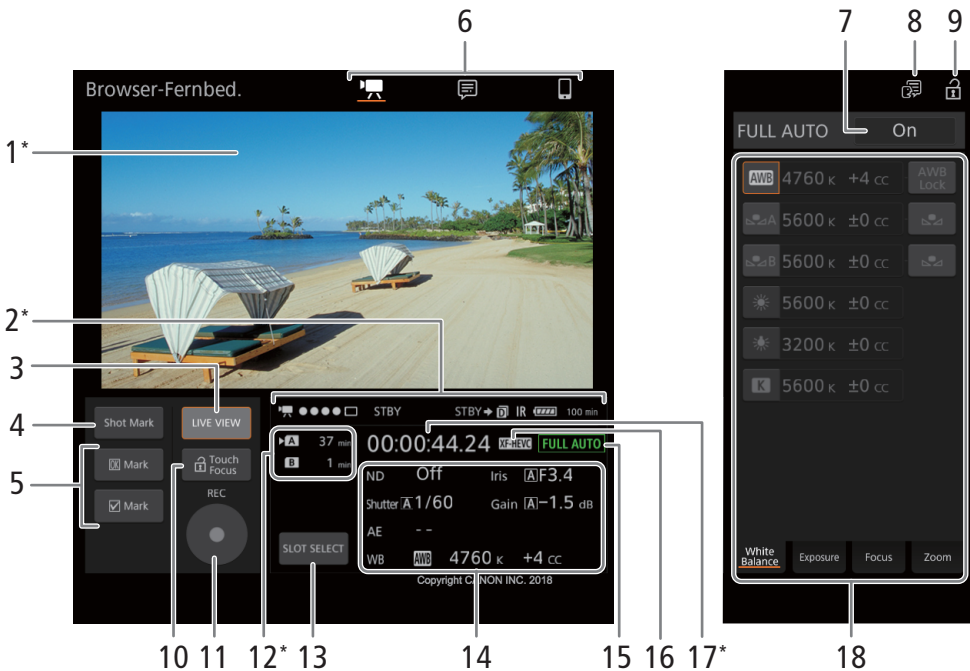 6
7
8
9
Browser-Fernbed.
FULL AUTO On
1*
AWB 4760 K +4 CC AWB Lock
A 5600 K ±0 CC
B 5600 K ±0 CC
5600 K ±0 CC
3200 K ±0 CC
K 5600 K ±0 CC
2*
3
STBY STBY D IR 100 min
4
Shot Mark
LIVE VIEW
A 37 min
B 1 min
00:00:44.24 XF-HEVC FULL AUTO
5
OK Mark
Mark
Touch Focus
REC
ND Off Iris A F3.4
Shutter A 1/60 Gain A −1.5 dB
AE - -
WB AWB 4760 K +4 CC
SLOT SELECT
Copyright CANON INC. 2018
White Balance Exposure Focus Zoom
10 11 12* 13 14 15 16 17* 18